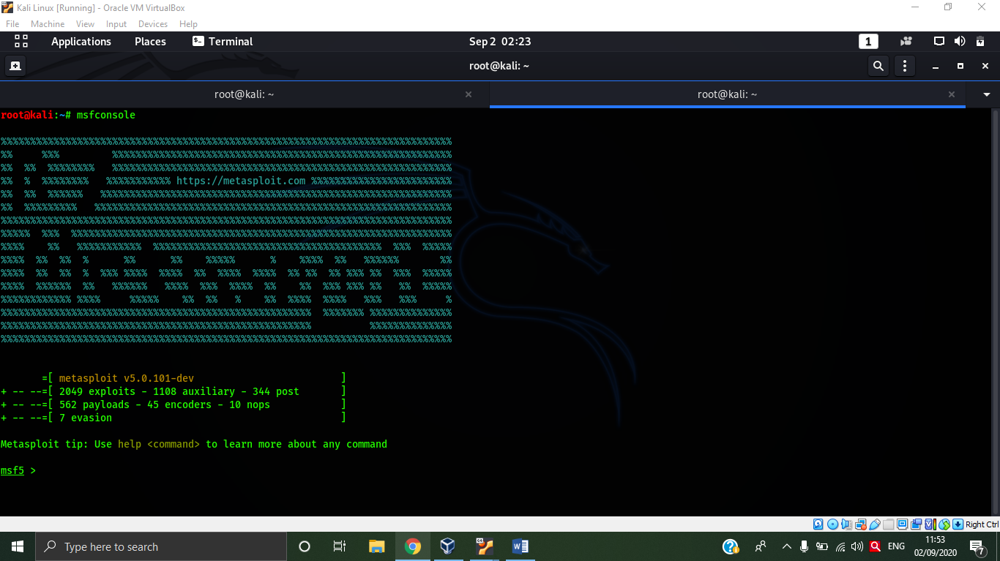 Kali Linux [Running] - Oracle VM VirtualBox
File Machine View Input Devices Help
Applications Places Terminal Sep 2 02:23 1
root@kali: ~
root@kali: ~ root@kali: ~
root@kali:~# msfconsole
%%%%%%%%%%%%%%%%%%%%%%%%%%%%%%%%%%%%%%%%%%%%%%%%%%%%%%%%%%%%%%%%%%%%%%%%%%%%%%%
%%     %%%         %%%%%%%%%%%%%%%%%%%%%%%%%%%%%%%%%%%%%%%%%%%%%%%%%%%%%%%%%%
%%  %%  %%%%%%%%   %%%%%%%%%%%%%%%%%%%%%%%%%%%%%%%%%%%%%%%%%%%%%%%%%%%%%%%%%%
%%  %  %%%%%%%%   %%%%%%%%%%% https://metasploit.com %%%%%%%%%%%%%%%%%%%%%%%%
%%  %%  %%%%%%   %%%%%%%%%%%%%%%%%%%%%%%%%%%%%%%%%%%%%%%%%%%%%%%%%%%%%%%%%%%%
%%  %%%%%%%%%   %%%%%%%%%%%%%%%%%%%%%%%%%%%%%%%%%%%%%%%%%%%%%%%%%%%%%%%%%%%%%
%%%%%%%%%%%%%%%%%%%%%%%%%%%%%%%%%%%%%%%%%%%%%%%%%%%%%%%%%%%%%%%%%%%%%%%%%%%%%%%
%%%%%  %%%  %%%%%%%%%%%%%%%%%%%%%%%%%%%%%%%%%%%%%%%%%%%%%%%%%%%%%%%%%%%%%%%%%
%%%%    %%   %%%%%%%%%%%  %%%%%%%%%%%%%%%%%%%%%%%%%%%%%%%%%%%%%%%  %%%  %%%%%
%%%%  %%  %%  %      %%      %%    %%%%%      %    %%%%  %%   %%%%%%       %%
%%%%  %%  %%  %  %%% %%%%  %%%%  %%  %%%%  %%%%  %% %%  %% %%% %%  %%%  %%%%%
%%%%  %%%%%%  %%   %%%%%%   %%%%  %%%  %%%%  %%    %%  %%% %%% %%   %%  %%%%%
%%%%%%%%%%%% %%%%     %%%%%    %%  %%   %    %%  %%%%  %%%%   %%%   %%%     %
%%%%%%%%%%%%%%%%%%%%%%%%%%%%%%%%%%%%%%%%%%%%%%%%%%%%%  %%%%%%% %%%%%%%%%%%%%%
%%%%%%%%%%%%%%%%%%%%%%%%%%%%%%%%%%%%%%%%%%%%%%%%%%%%%          %%%%%%%%%%%%%%
%%%%%%%%%%%%%%%%%%%%%%%%%%%%%%%%%%%%%%%%%%%%%%%%%%%%%%%%%%%%%%%%%%%%%%%%%%%%%%%
=[ metasploit v5.0.101-dev ]
+ -- --=[ 2049 exploits - 1108 auxiliary - 344 post ]
+ -- --=[ 562 payloads - 45 encoders - 10 nops ]
+ -- --=[ 7 evasion ]
Metasploit tip: Use help <command> to learn more about any command
msf5 >
Right Ctrl
Type here to search ENG 11:53
02/09/2020 7